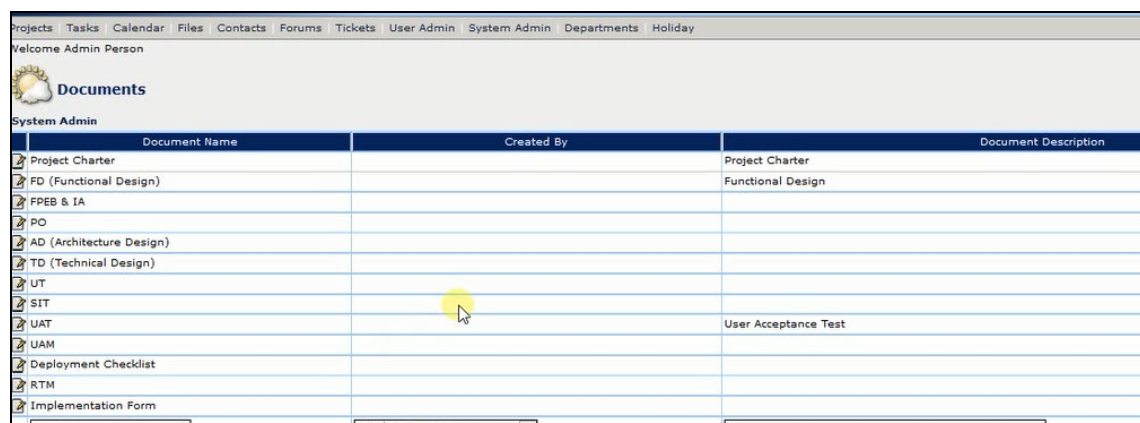 Projects Tasks Calendar Files Contacts Forums Tickets User Admin System Admin Departments Holiday
Welcome Admin Person
Documents
System Admin
Document Name Created By Document Description
Project Charter Project Charter
FD (Functional Design) Functional Design
FPEB & IA
PO
AD (Architecture Design)
TD (Technical Design)
UT
SIT
UAT User Acceptance Test
UAM
Deployment Checklist
RTM
Implementation Form